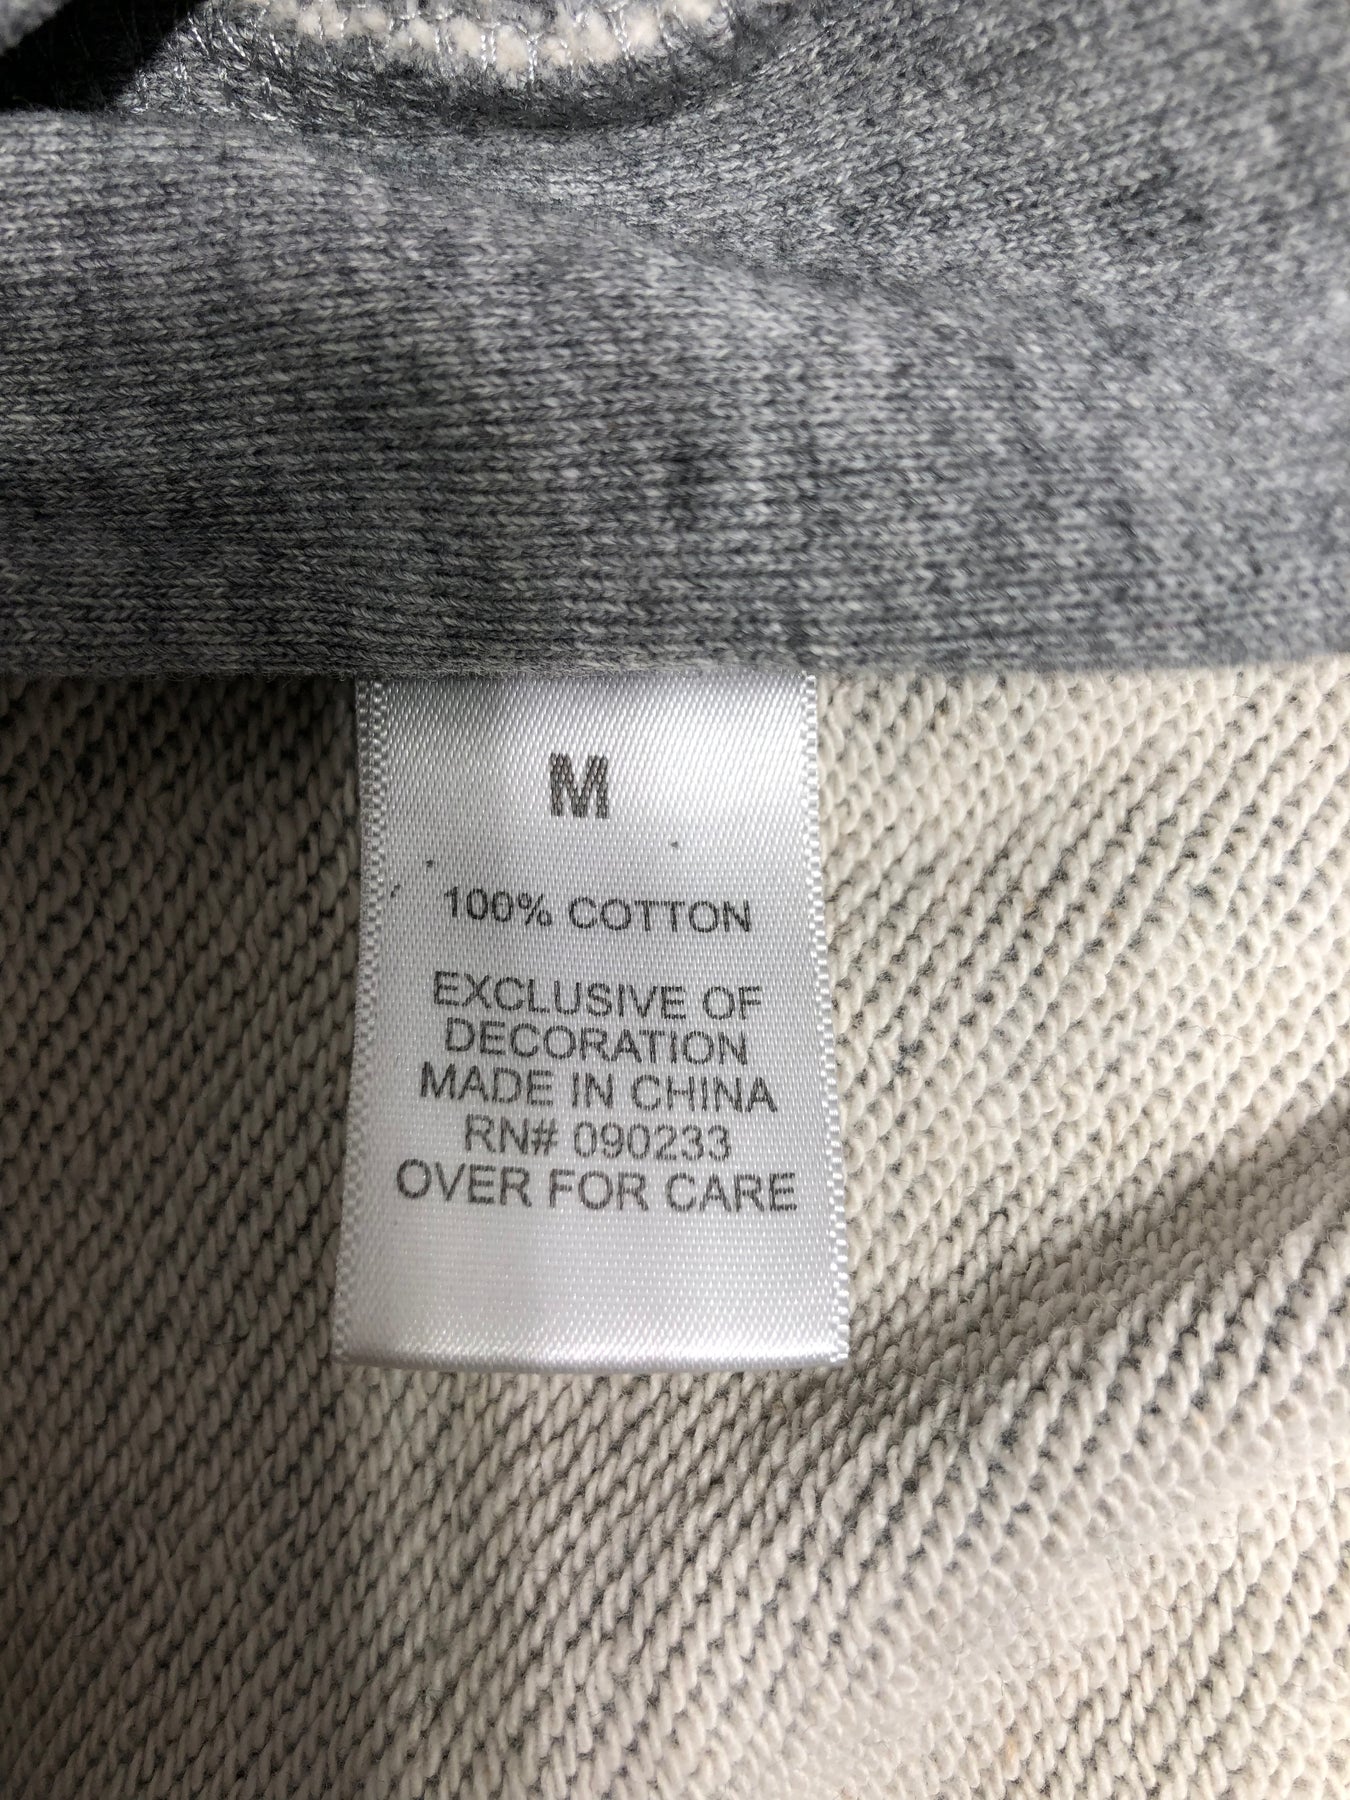 M
100% COTTON
EXCLUSIVE OF
DECORATION
MADE IN CHINA
RN# 090233
OVER FOR CARE